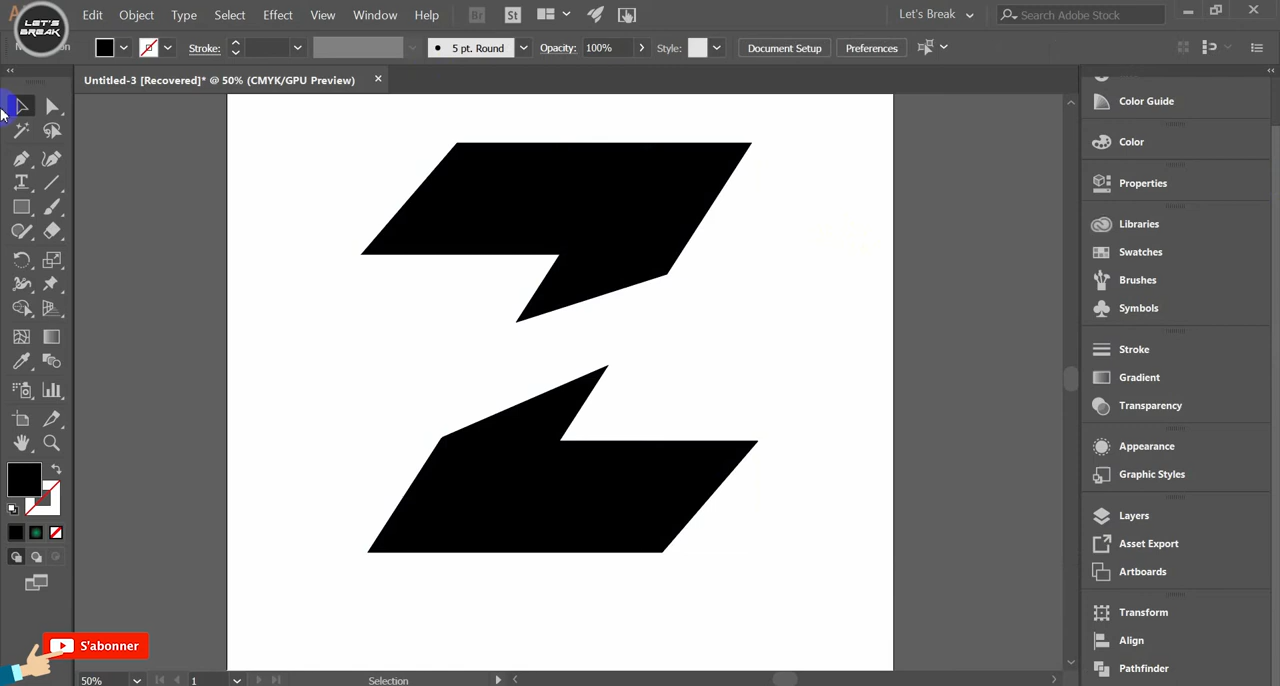 LET'S
BREAK
Edit Object Type Select Effect View Window Help Br St Let's Break Search Adobe Stock
Stroke: 5 pt. Round Opacity: 100% Style: Document Setup Preferences
Untitled-3 [Recovered]* @ 50% (CMYK/GPU Preview)
Color Guide
Color
Properties
Libraries
Swatches
Brushes
Symbols
Stroke
Gradient
Transparency
Appearance
Graphic Styles
Layers
Asset Export
Artboards
Transform
Align
Pathfinder
S'abonner
50% 1 Selection